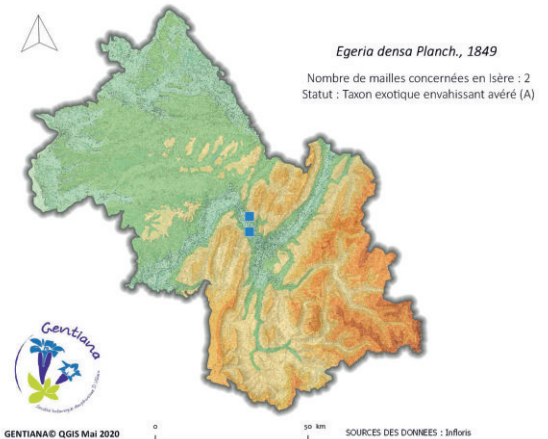 Egeria densa Planch., 1849
Nombre de mailles concernées en Isère : 2
Statut : Taxon exotique envahissant avéré (A)
Gentiana
GENTIANA© QGIS Mai 2020
0 50 km
SOURCES DES DONNEES : Infloris